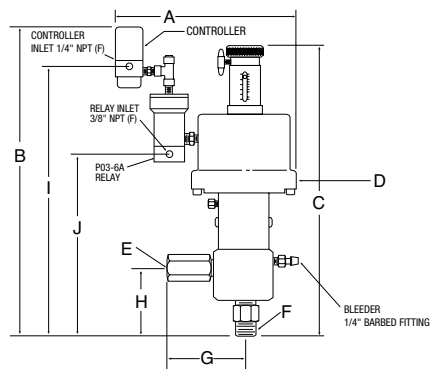 A
CONTROLLER
INLET 1/4" NPT (F)
CONTROLLER
B
I
RELAY INLET
3/8" NPT (F)
J
P03-6A
RELAY
D
C
E
H
F
G
BLEEDER
1/4" BARBED FITTING